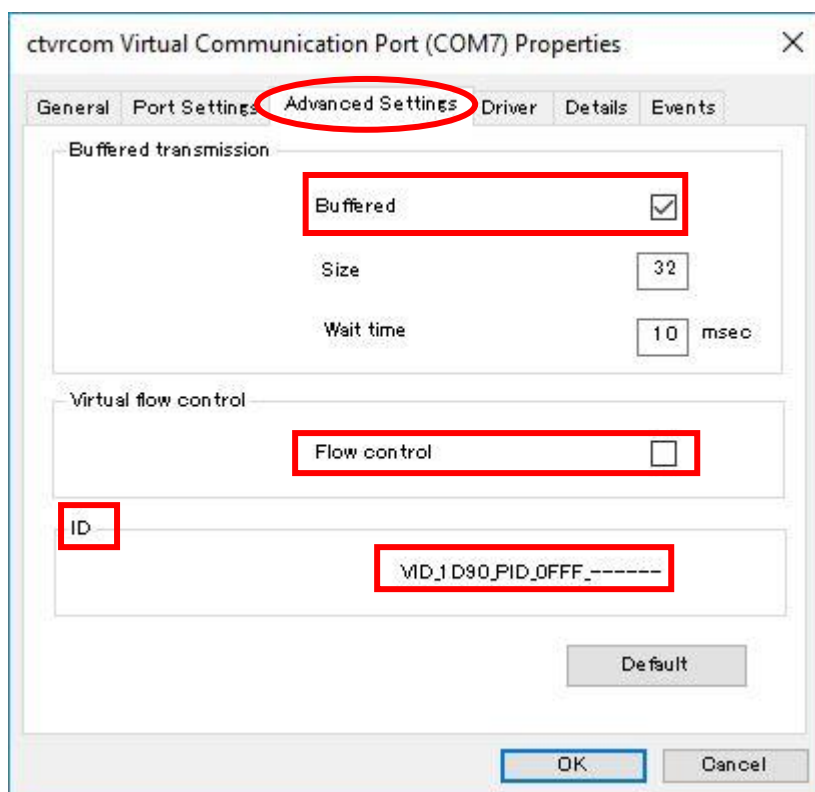 ctvrcom Virtual Communication Port (COM7) Properties
General Port Settings Advanced Settings Driver Details Events
Buffered transmission
Buffered
Size 32
Wait time 10 msec
Virtual flow control
Flow control
ID
VID_1D90_PID_0FFF_------
Default
OK Cancel